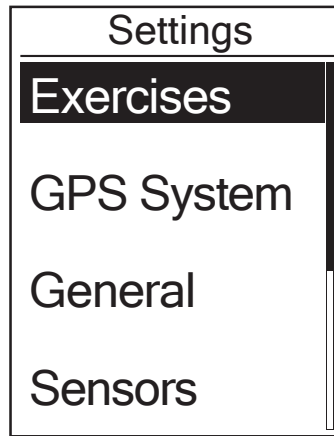 Settings
Exercises
GPS System
General
Sensors